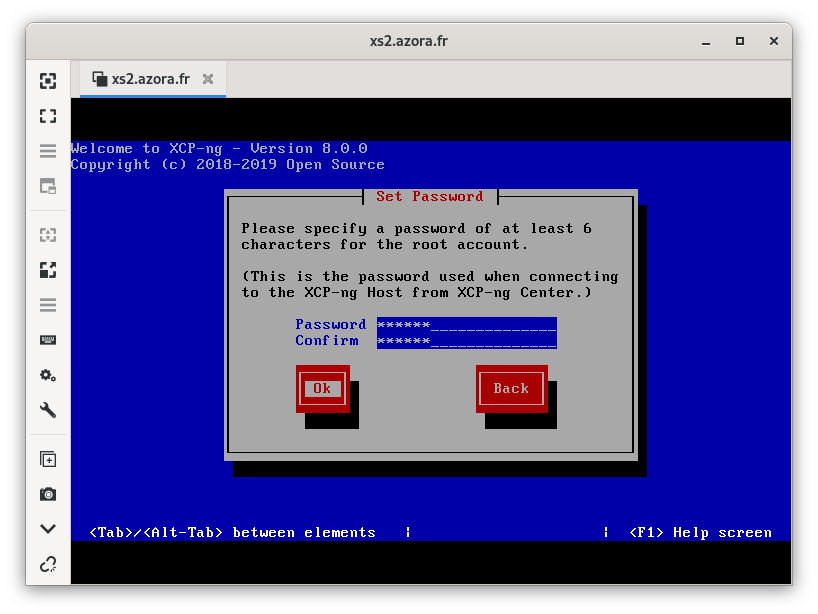 xs2.azora.fr
xs2.azora.fr
Welcome to XCP-ng - Version 8.0.0
Copyright (c) 2018-2019 Open Source
Set Password
Please specify a password of at least 6
characters for the root account.
(This is the password used when connecting
to the XCP-ng Host from XCP-ng Center.)
Password ******______________
Confirm ******______________
Ok Back
<Tab>/<Alt-Tab> between elements | | <F1> Help screen